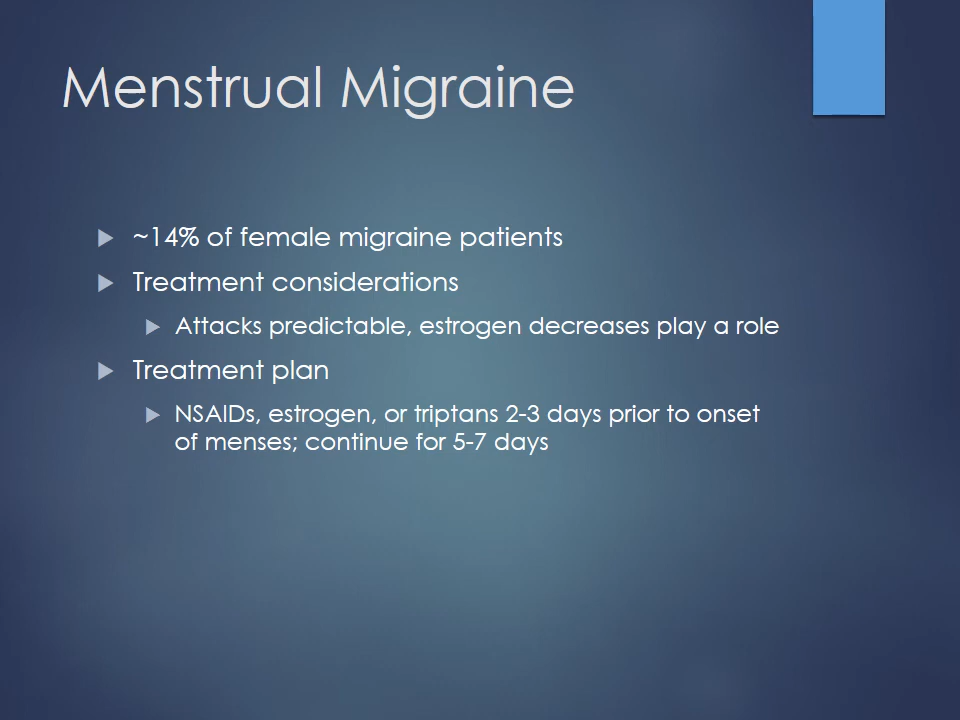 Menstrual Migraine
~14% of female migraine patients
Treatment considerations
Attacks predictable, estrogen decreases play a role
Treatment plan
NSAIDs, estrogen, or triptans 2-3 days prior to onset
of menses; continue for 5-7 days